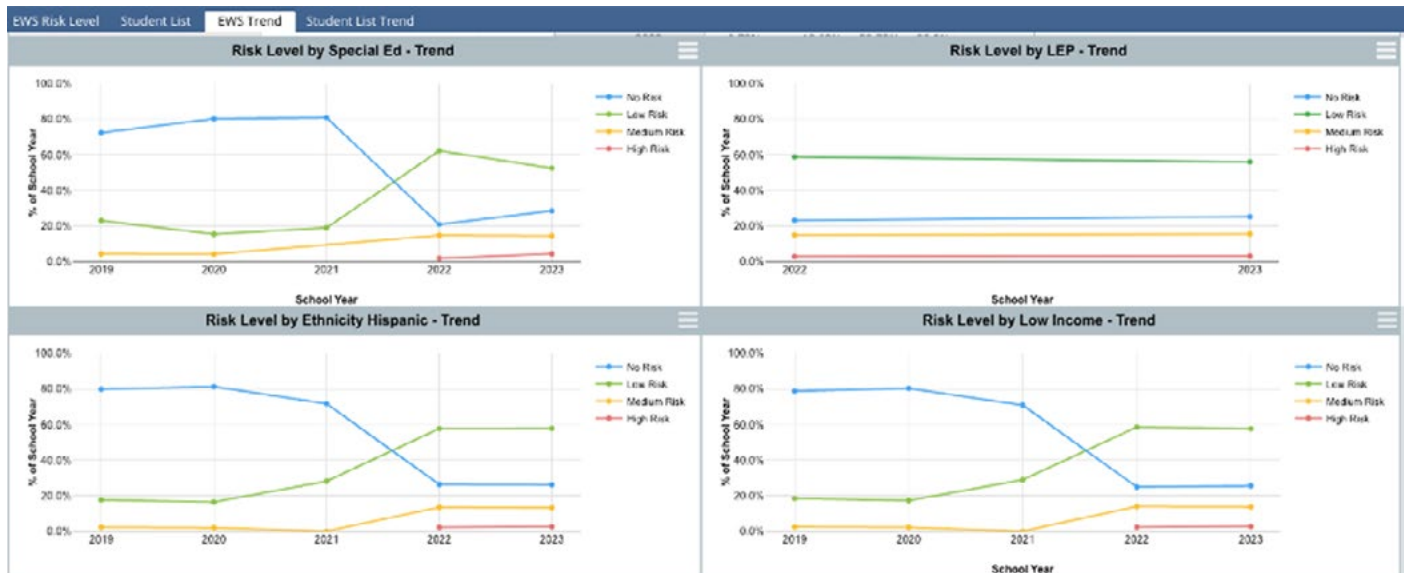 EWS Risk Level Student List EWS Trend Student List Trend
Risk Level by Special Ed - Trend
100.0%
80.0%
60.0%
40.0%
20.0%
0.0%
% of School Year
2019 2020 2021 2022 2023
School Year
No Risk
Low Risk
Medium Risk
High Risk
Risk Level by LEP - Trend
100.0%
80.0%
60.0%
40.0%
20.0%
0.0%
% of School Year
2022 2023
School Year
No Risk
Low Risk
Medium Risk
High Risk
Risk Level by Ethnicity Hispanic - Trend
100.0%
80.0%
60.0%
40.0%
20.0%
0.0%
% of School Year
2019 2020 2021 2022 2023
No Risk
Low Risk
Medium Risk
High Risk
Risk Level by Low Income - Trend
100.0%
80.0%
60.0%
40.0%
20.0%
0.0%
% of School Year
2019 2020 2021 2022 2023
School Year
No Risk
Low Risk
Medium Risk
High Risk